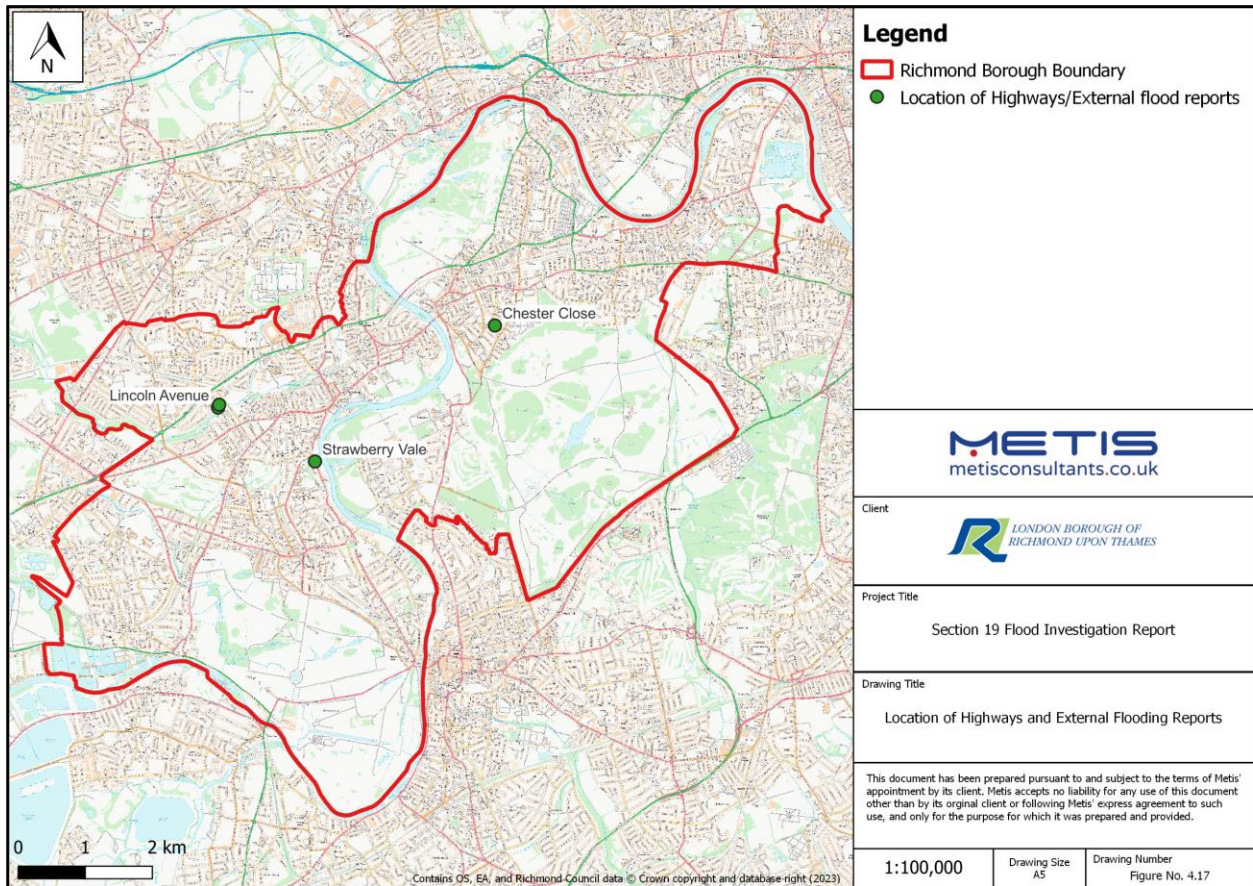 N
Chester Close
Lincoln Avenue
Strawberry Vale
0 1 2 km
Contains OS, EA, and Richmond Council data © Crown copyright and database right (2023)
Legend
Richmond Borough Boundary
Location of Highways/External flood reports
METIS
metisconsultants.co.uk
Client
LONDON BOROUGH OF
RICHMOND UPON THAMES
Project Title
Section 19 Flood Investigation Report
Drawing Title
Location of Highways and External Flooding Reports
This document has been prepared pursuant to and subject to the terms of Metis'
appointment by its client. Metis accepts no liability for any use of this document
other than by its orginal client or following Metis' express agreement to such
use, and only for the purpose for which it was prepared and provided.
1:100,000
Drawing Size
A5
Drawing Number
Figure No. 4.17